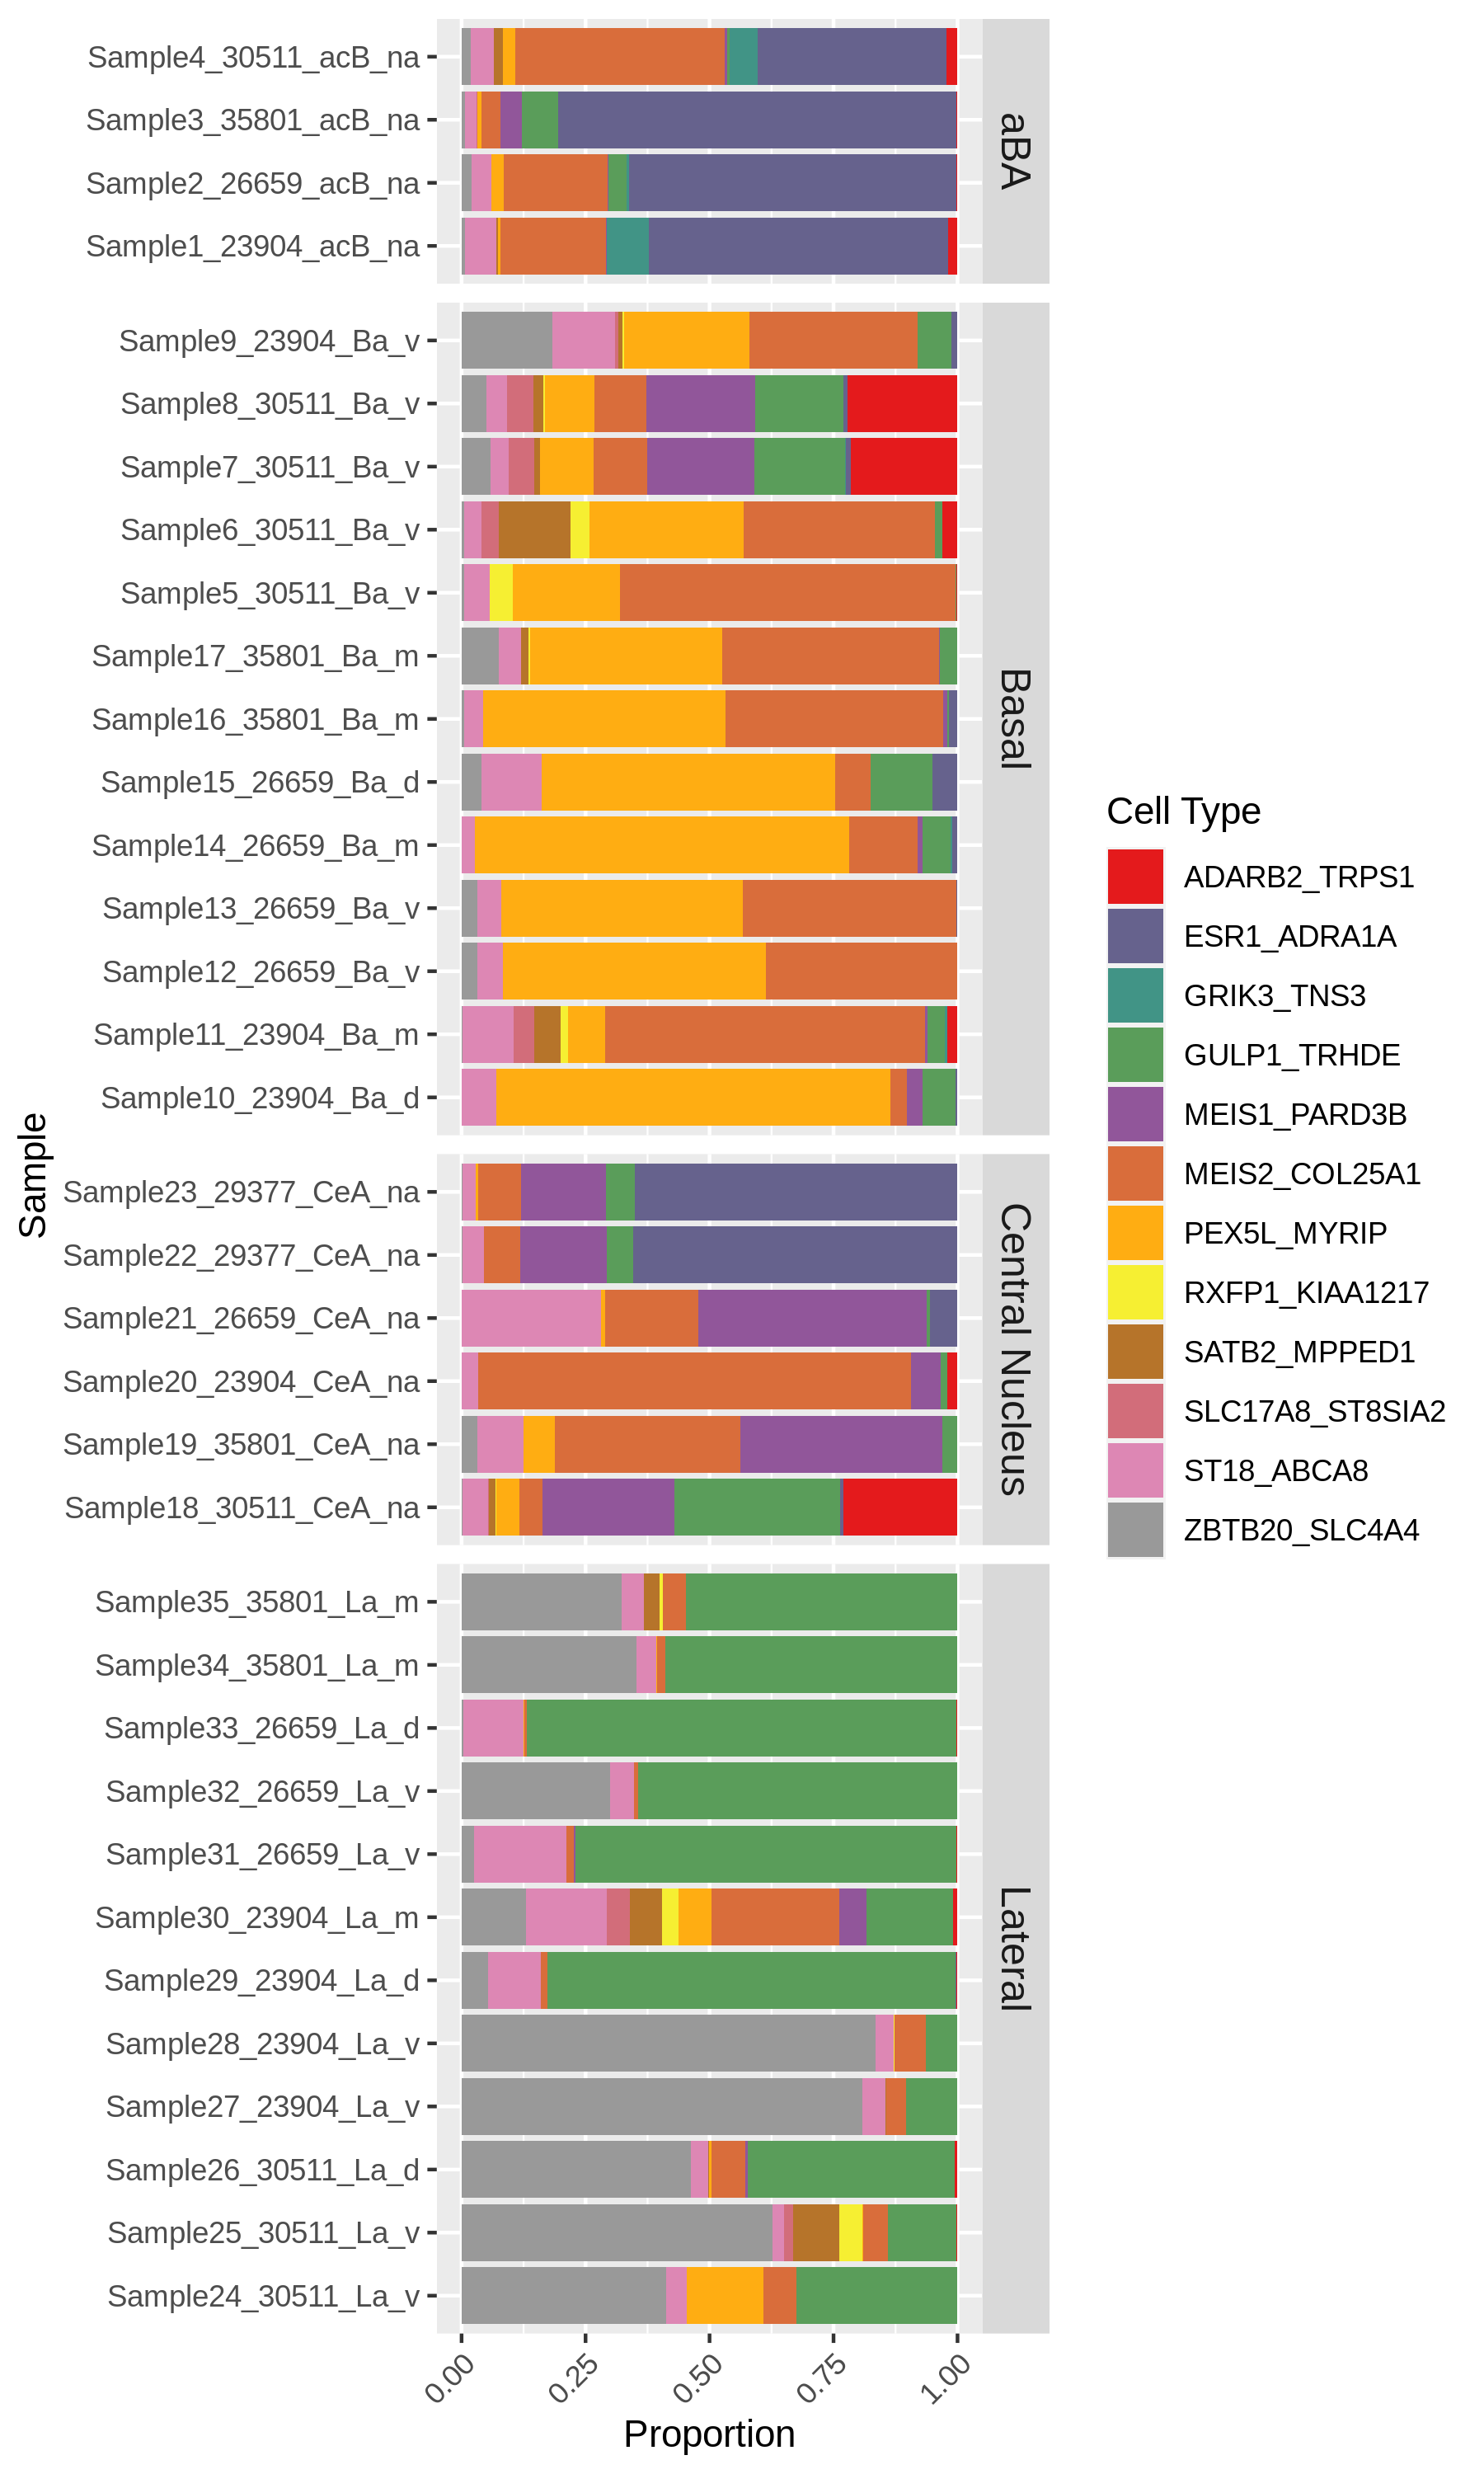 Sample4_30511_acB_na
Sample3_35801_acB_na
Sample2_26659_acB_na
Sample1_23904_acB_na
aBA
Sample9_23904_Ba_v
Sample8_30511_Ba_v
Sample7_30511_Ba_v
Sample6_30511_Ba_v
Sample5_30511_Ba_v
Sample17_35801_Ba_m
Sample16_35801_Ba_m
Sample15_26659_Ba_d
Sample14_26659_Ba_m
Sample13_26659_Ba_v
Sample12_26659_Ba_v
Sample11_23904_Ba_m
Sample10_23904_Ba_d
Basal
Sample23_29377_CeA_na
Sample22_29377_CeA_na
Sample21_26659_CeA_na
Sample20_23904_CeA_na
Sample19_35801_CeA_na
Sample18_30511_CeA_na
Central Nucleus
Sample35_35801_La_m
Sample34_35801_La_m
Sample33_26659_La_d
Sample32_26659_La_v
Sample31_26659_La_v
Sample30_23904_La_m
Sample29_23904_La_d
Sample28_23904_La_v
Sample27_23904_La_v
Sample26_30511_La_d
Sample25_30511_La_v
Sample24_30511_La_v
Lateral
Sample
0.00
0.25
0.50
0.75
1.00
Proportion
Cell Type
ADARB2_TRPS1
ESR1_ADRA1A
GRIK3_TNS3
GULP1_TRHDE
MEIS1_PARD3B
MEIS2_COL25A1
PEX5L_MYRIP
RXFP1_KIAA1217
SATB2_MPPED1
SLC17A8_ST8SIA2
ST18_ABCA8
ZBTB20_SLC4A4